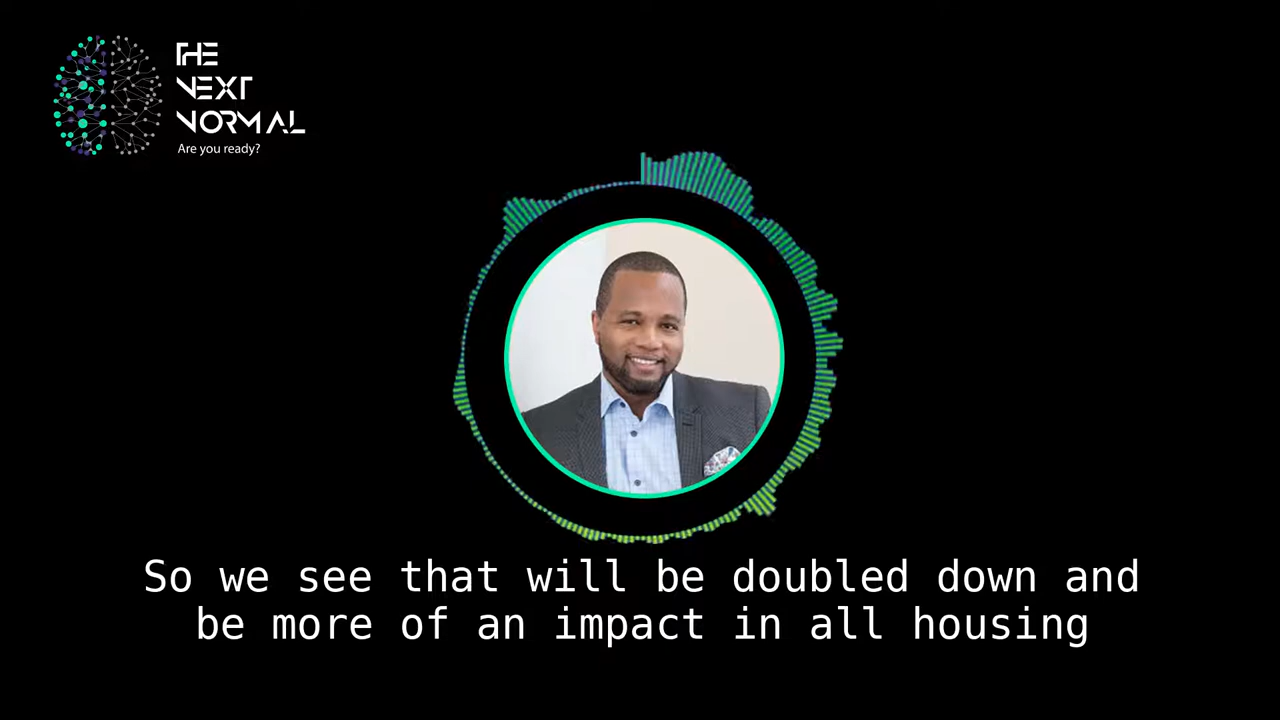 THE
NEXT
NORMAL
Are you ready?
So we see that will be doubled down and
be more of an impact in all housing